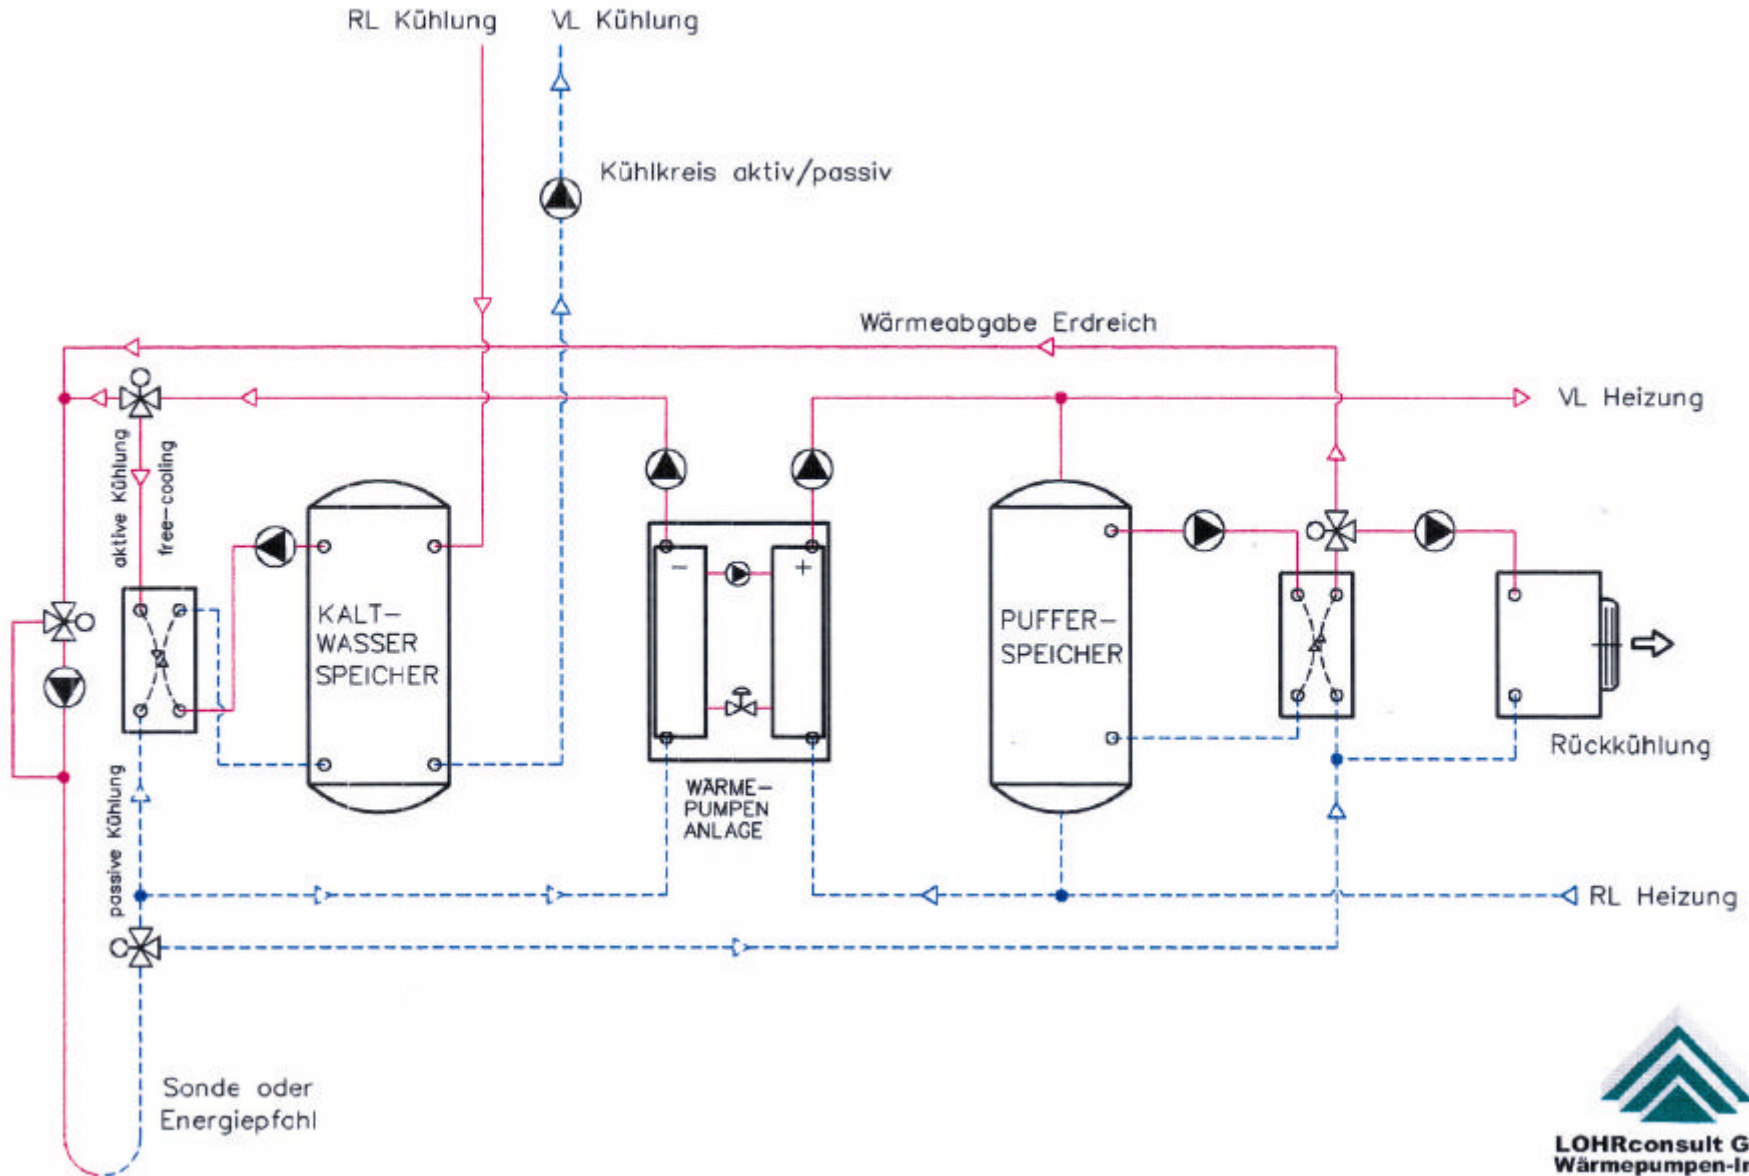 RL Kühlung
VL Kühlung
Kühlkreis aktiv/passiv
Wärmeabgabe Erdreich
VL Heizung
aktive Kühlung
free-cooling
KALT-
WASSER
SPEICHER
-
+
PUFFER-
SPEICHER
Rückkühlung
WÄRME-
PUMPEN
ANLAGE
passive Kühlung
RL Heizung
Sonde oder
Energiepfahl
LOHRconsult G
Wärmepumpen-In